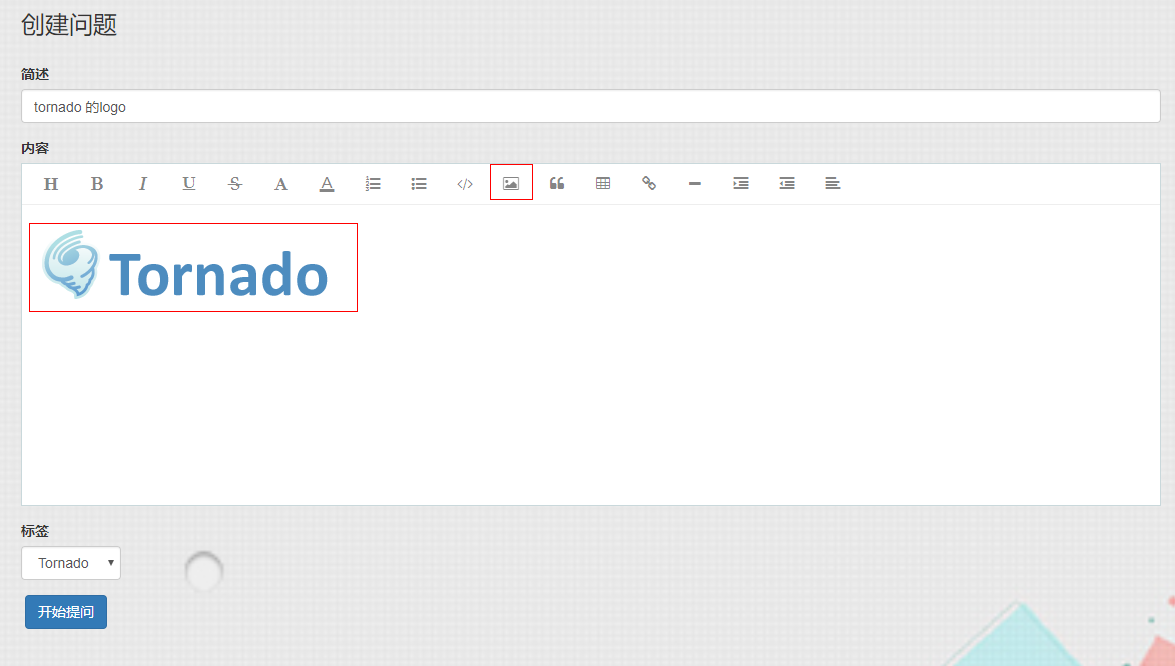 创建问题
简述
tornado 的logo
内容
H B I U S A A </>
Tornado
标签
Tornado
开始提问